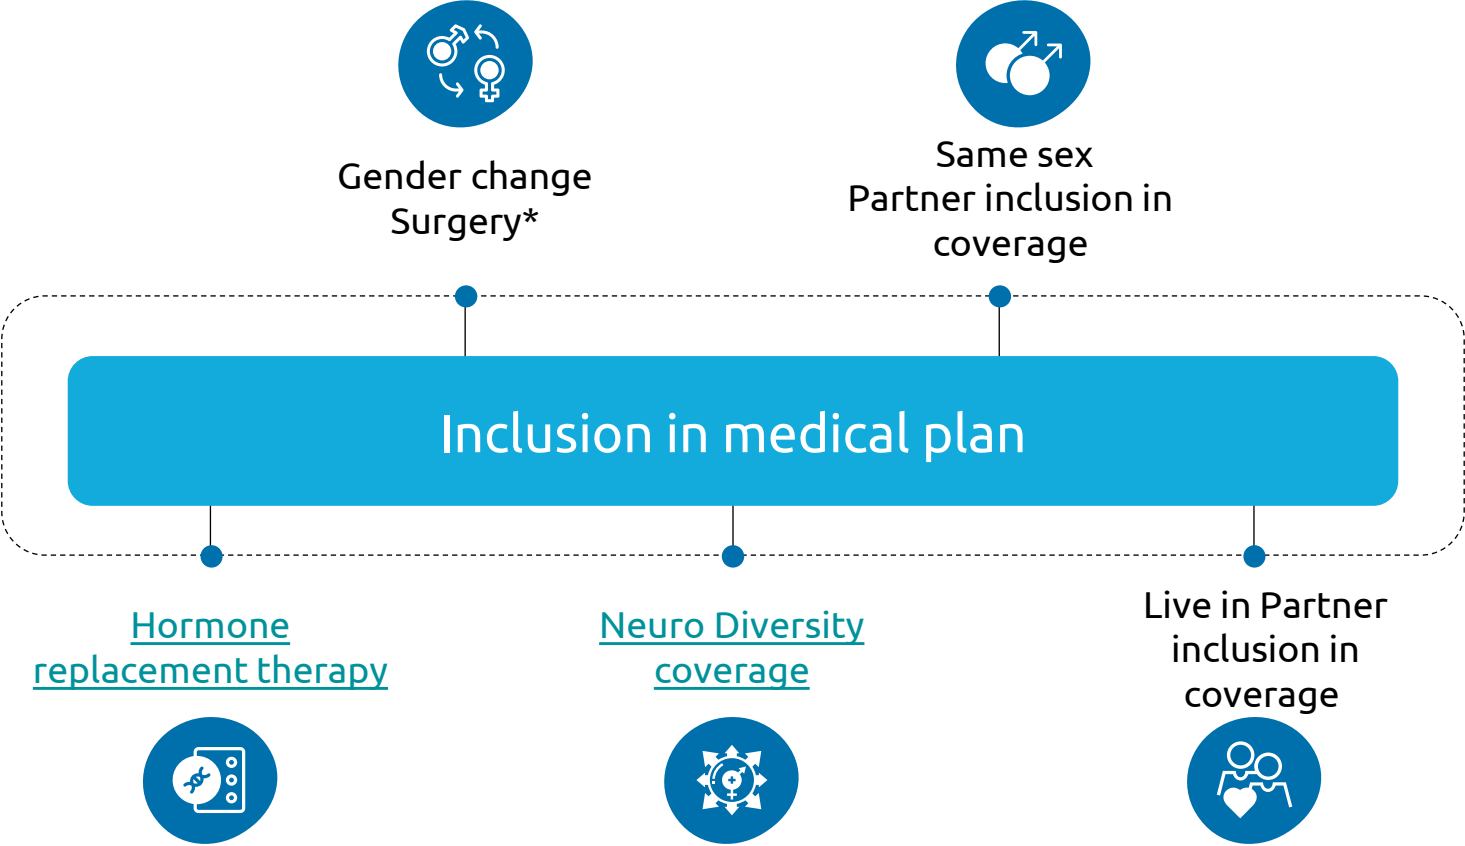 Gender change
Surgery*
Same sex
Partner inclusion in
coverage
Inclusion in medical plan
Hormone
replacement therapy
Neuro Diversity
coverage
Live in Partner
inclusion in
coverage